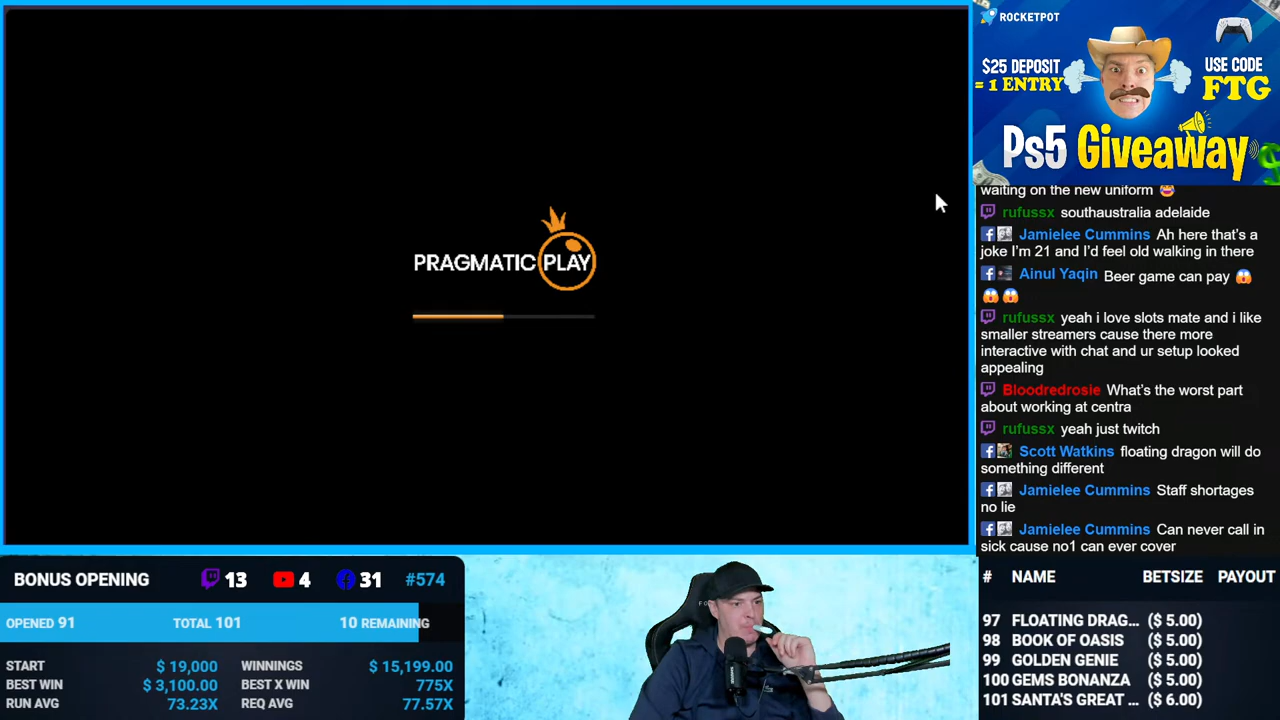 PRAGMATIC PLAY
ROCKETPOT
$25 DEPOSIT
= 1 ENTRY
USE CODE
FTG
Ps5 Giveaway
waiting on the new uniform
rufussx southaustralia adelaide
Jamielee Cummins Ah here that's a
joke I'm 21 and I'd feel old walking in there
Ainul Yaqin Beer game can pay 😱
😱😱
rufussx yeah i love slots mate and i like
smaller streamers cause there more
interactive with chat and ur setup looked
appealing
Bloodredrosie What's the worst part
about working at centra
rufussx yeah just twitch
Scott Watkins floating dragon will do
something different
Jamielee Cummins Staff shortages
no lie
Jamielee Cummins Can never call in
sick cause no1 can ever cover
BONUS OPENING 13 4 31 #574
OPENED 91 TOTAL 101 10 REMAINING
START $ 19,000 WINNINGS $ 15,199.00
BEST WIN $ 3,100.00 BEST X WIN 775X
RUN AVG 73.23X REQ AVG 77.57X
# NAME BETSIZE PAYOUT
97 FLOATING DRAG... ($ 5.00)
98 BOOK OF OASIS ($ 5.00)
99 GOLDEN GENIE ($ 5.00)
100 GEMS BONANZA ($ 5.00)
101 SANTA'S GREAT ... ($ 6.00)